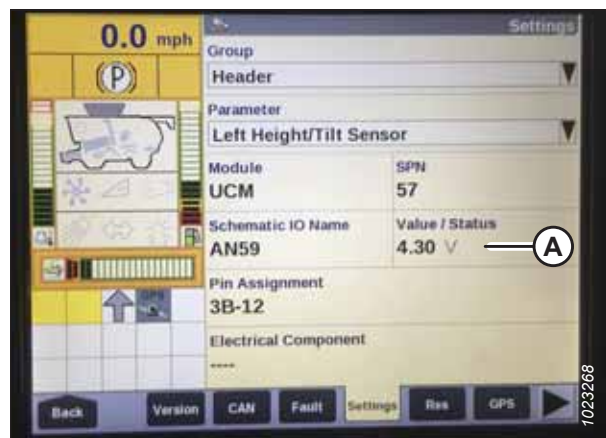 0.0 mph
(P)
Settings
Group
Header
Parameter
Left Height/Tilt Sensor
Module
SPN
UCM
57
Schematic IO Name
Value / Status
AN59
4.30 V
A
Pin Assignment
3B-12
Electrical Component
----
Back
Version
CAN
Fault
Settings
Res
GPS
1023268